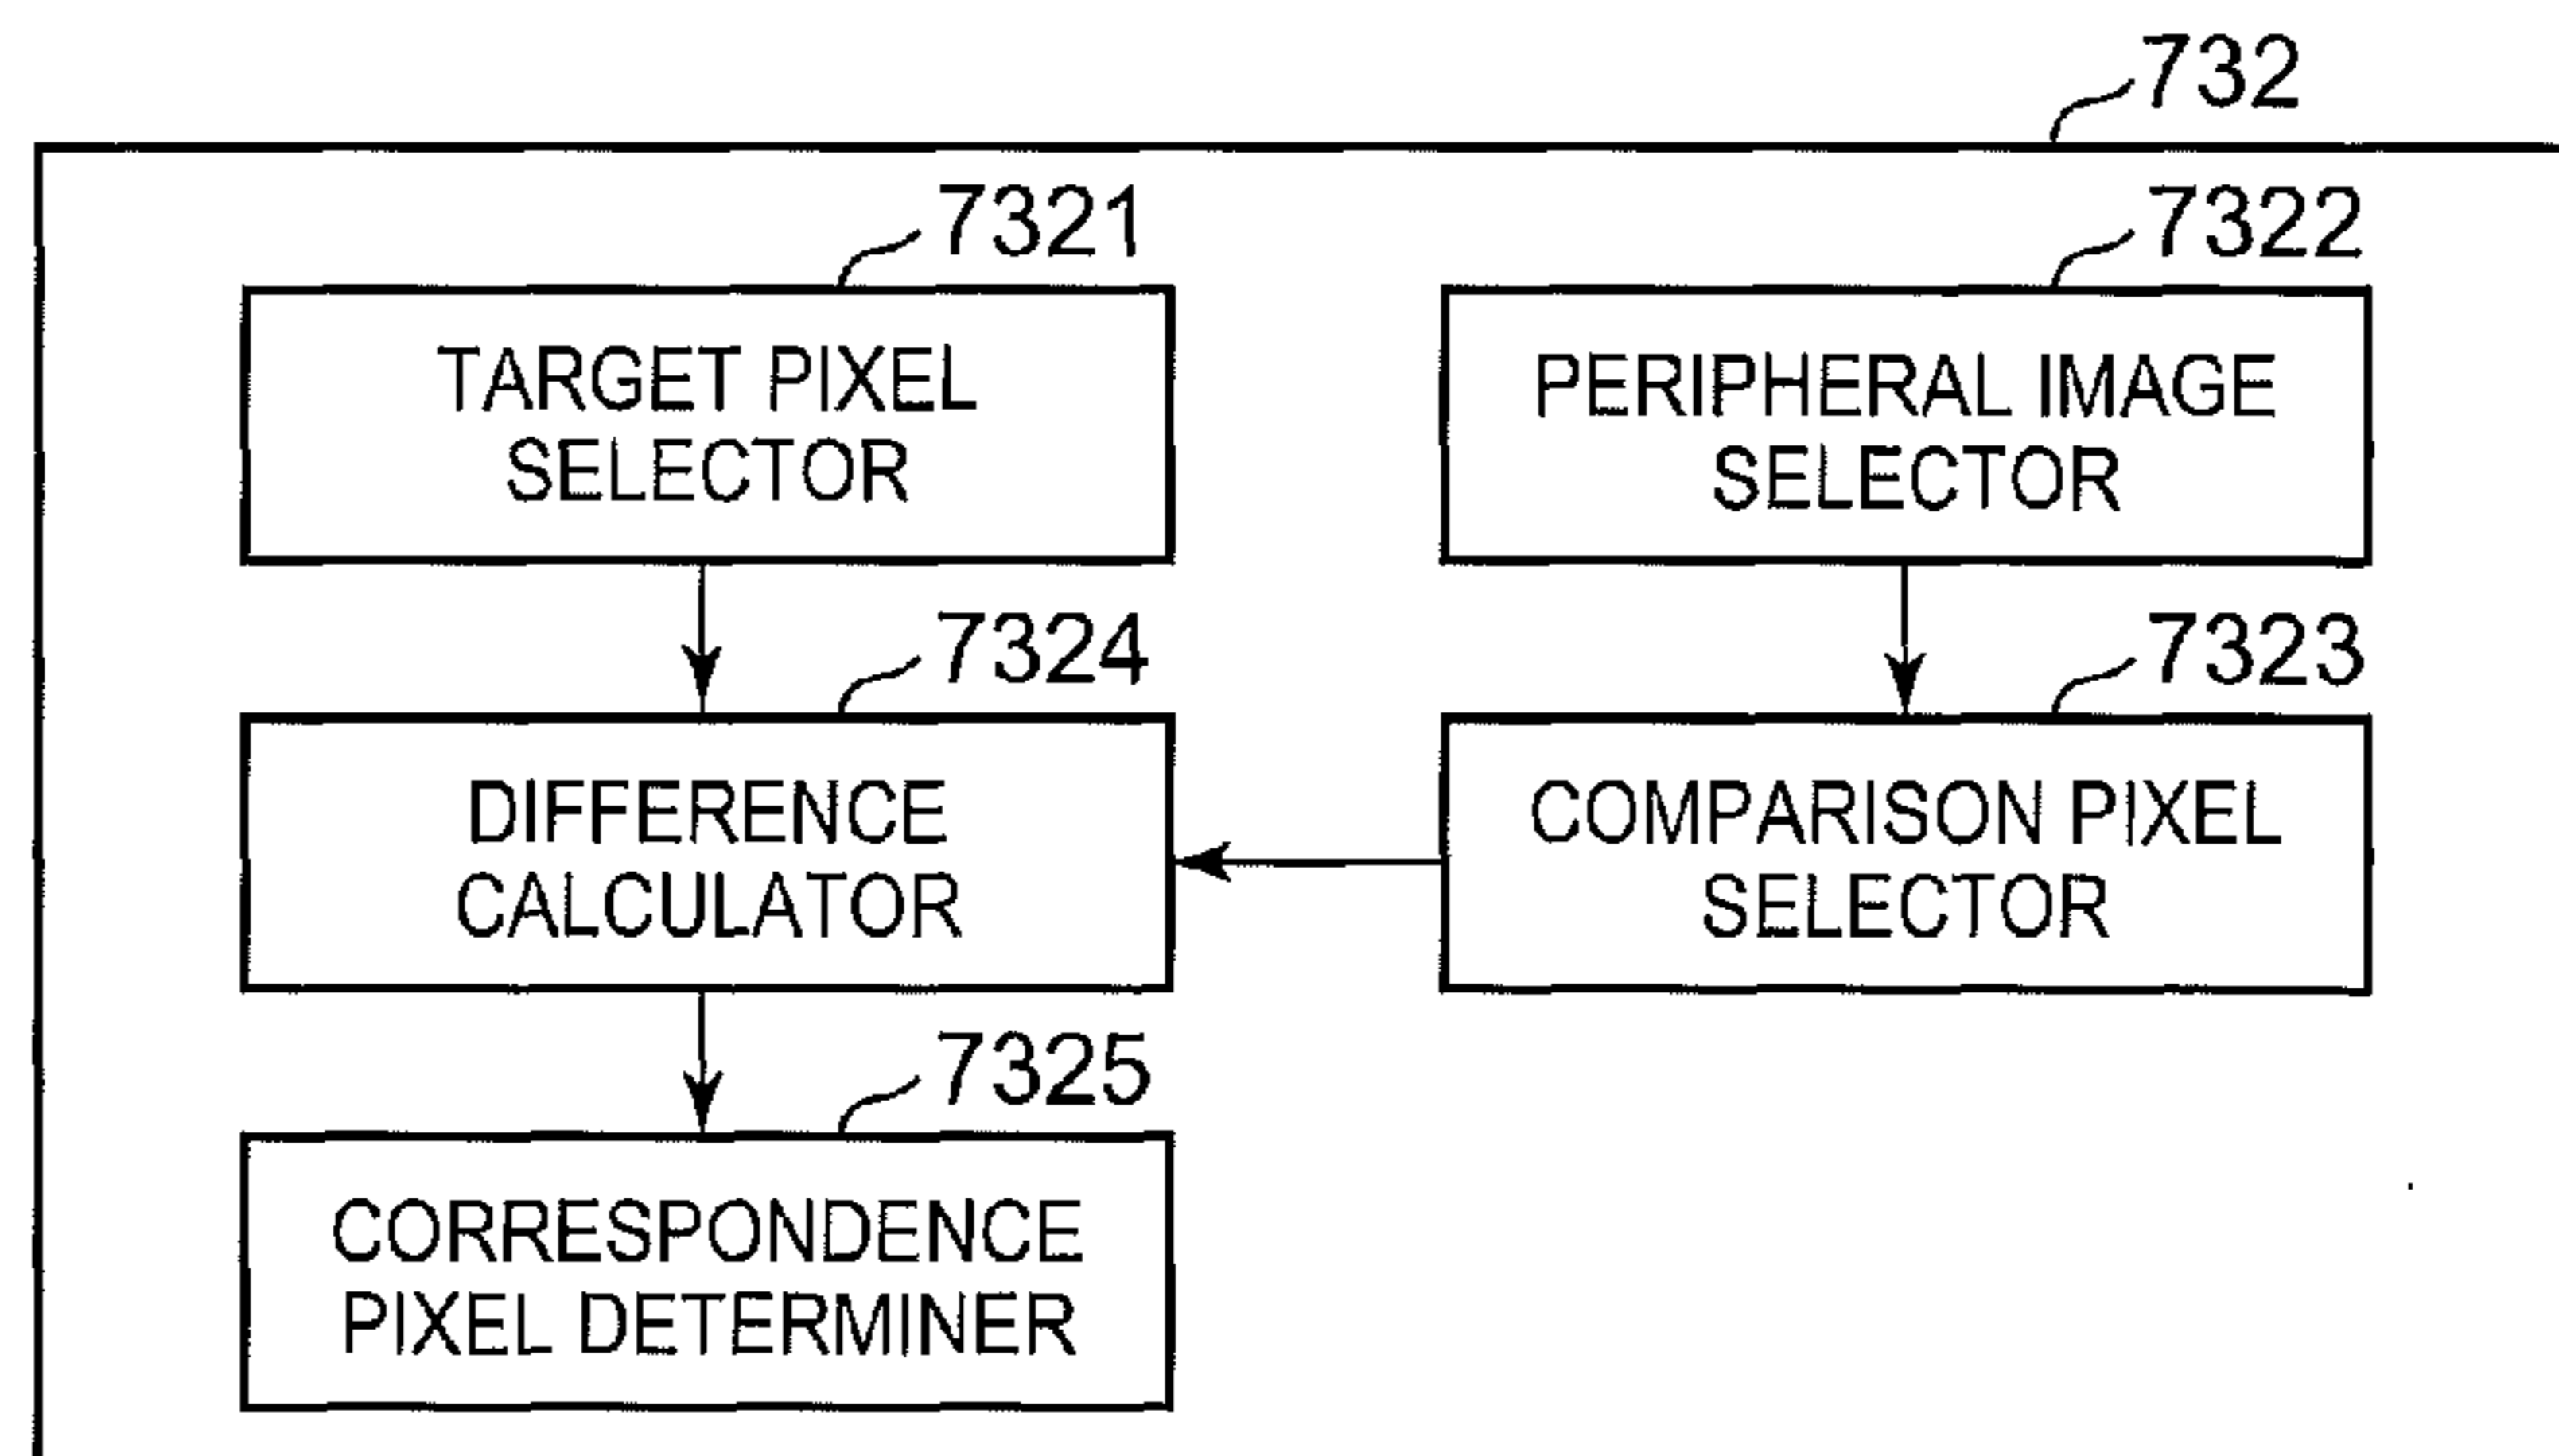 732
7321
TARGET PIXEL
SELECTOR
7322
PERIPHERAL IMAGE
SELECTOR
7324
DIFFERENCE
CALCULATOR
7323
COMPARISON PIXEL
SELECTOR
7325
CORRESPONDENCE
PIXEL DETERMINER